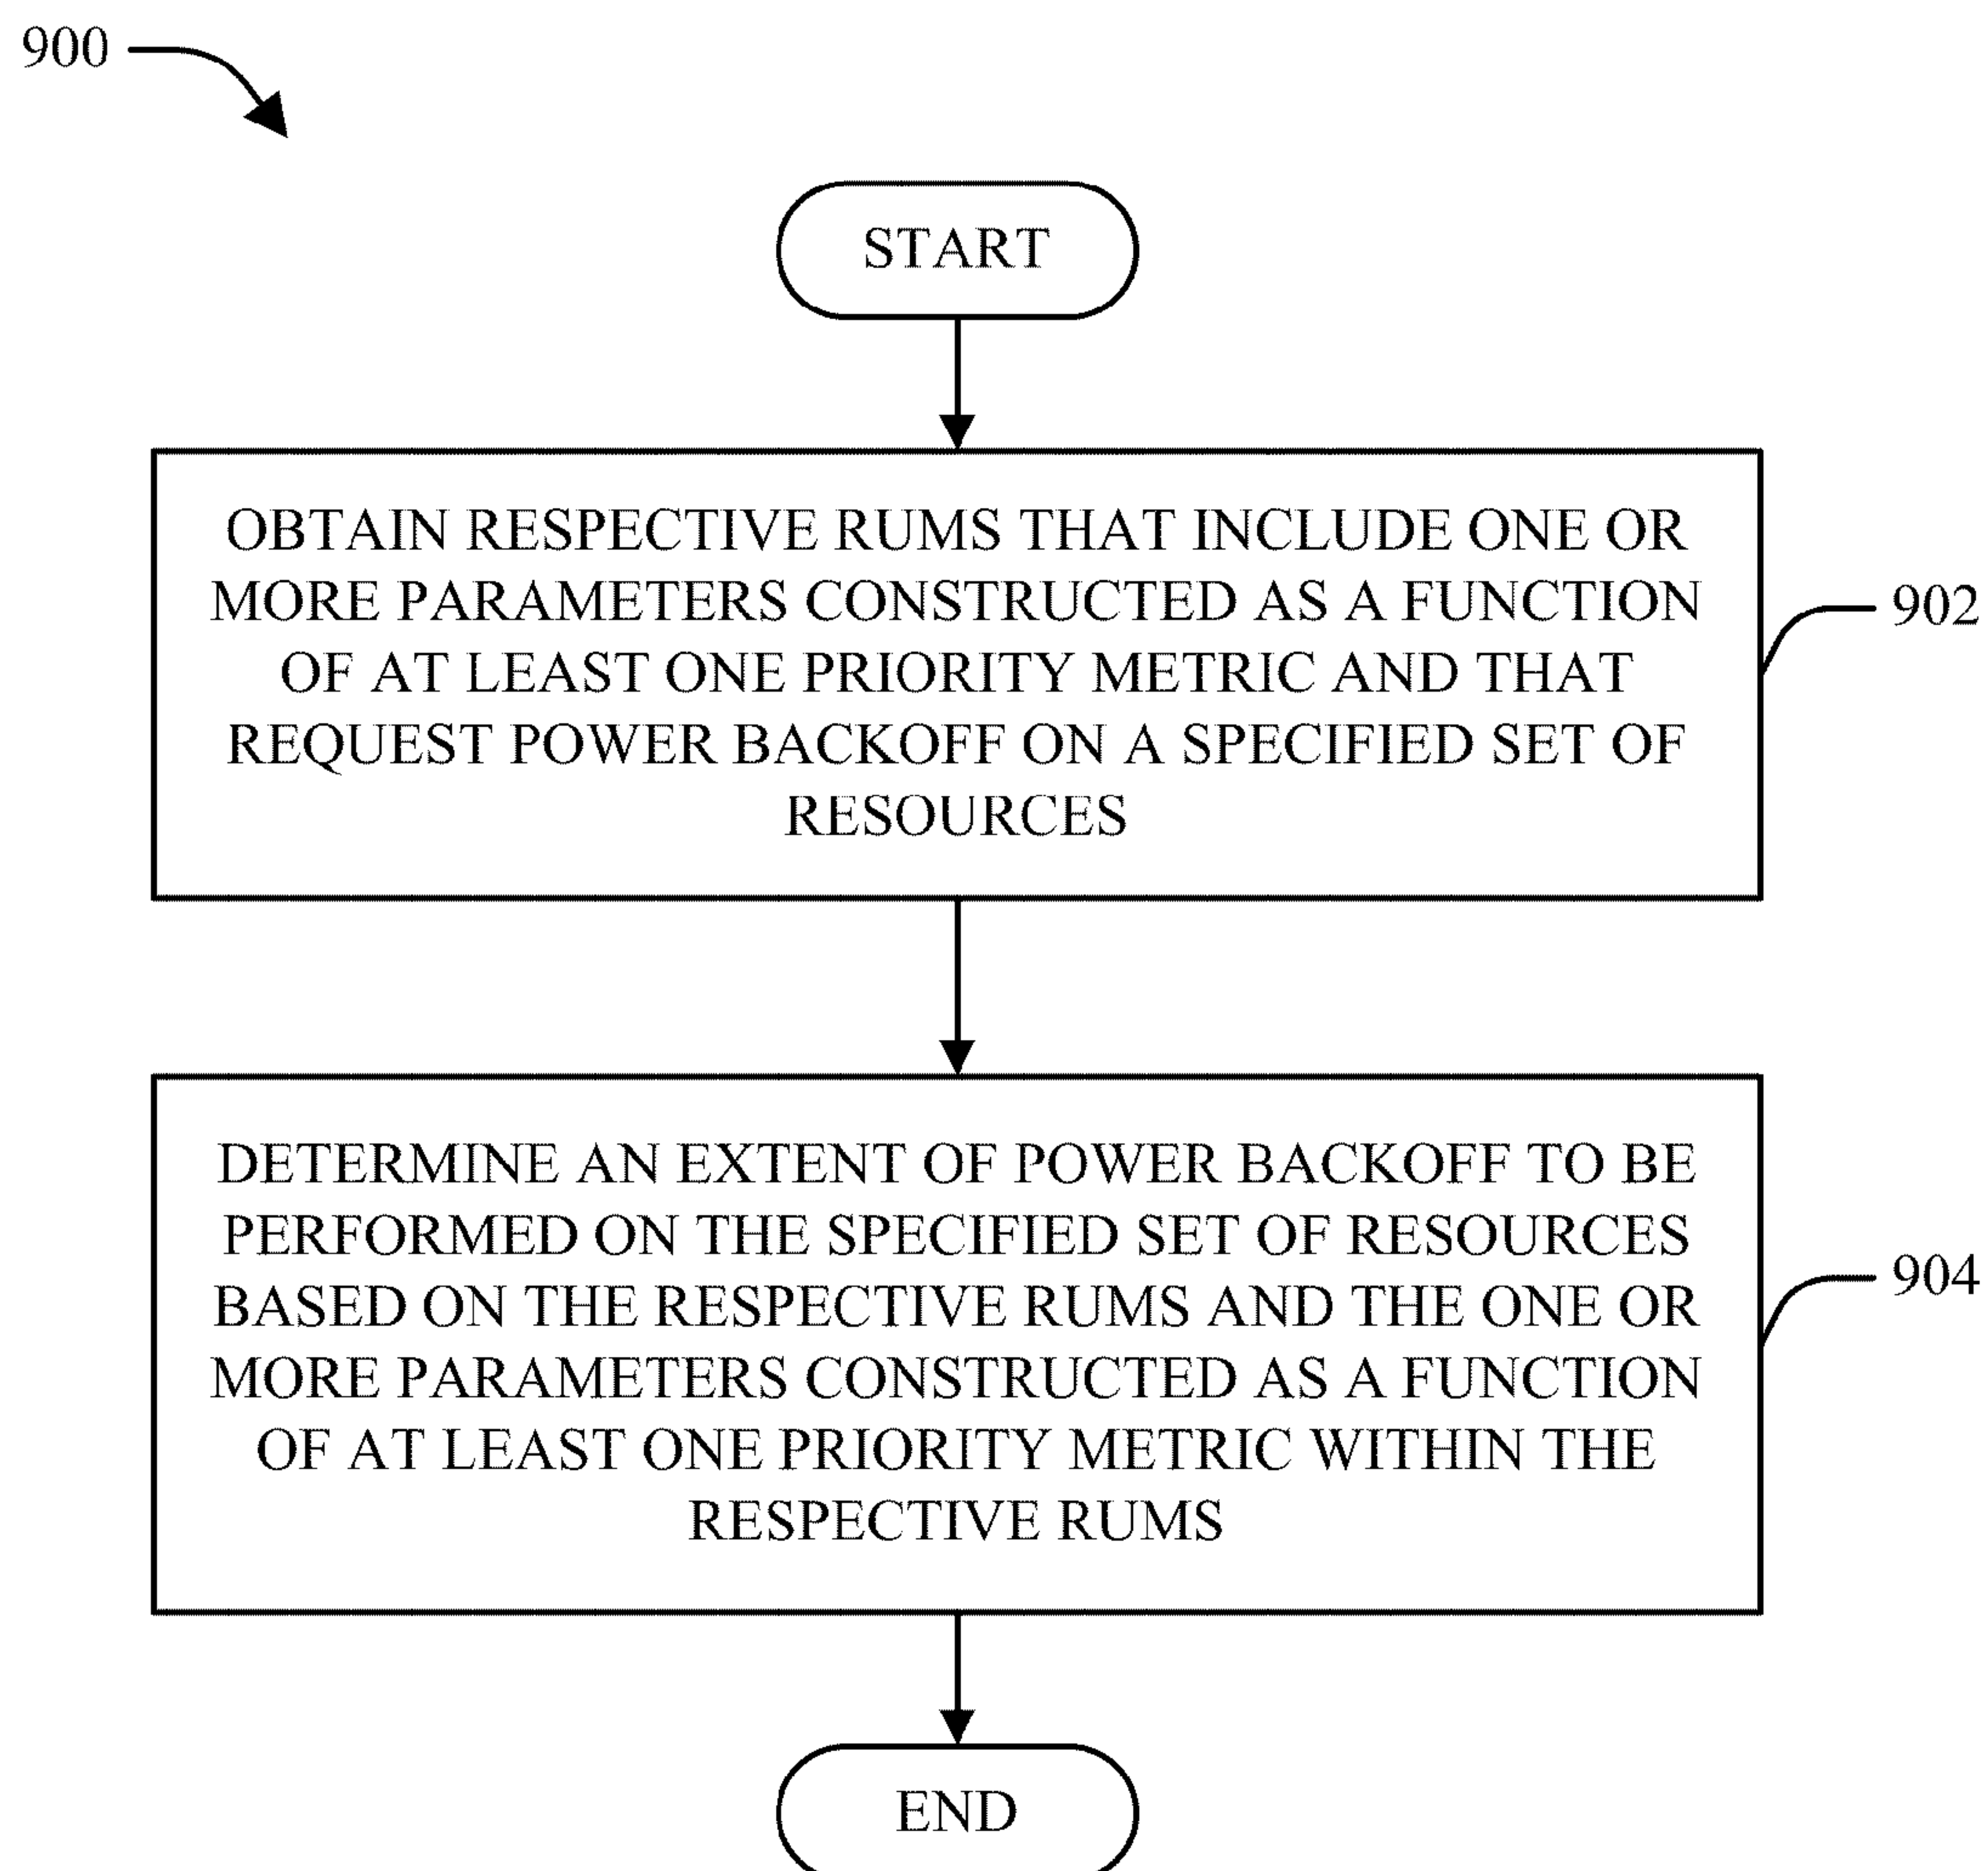 900
START
OBTAIN RESPECTIVE RUMS THAT INCLUDE ONE OR
MORE PARAMETERS CONSTRUCTED AS A FUNCTION
OF AT LEAST ONE PRIORITY METRIC AND THAT
REQUEST POWER BACKOFF ON A SPECIFIED SET OF
RESOURCES
902
DETERMINE AN EXTENT OF POWER BACKOFF TO BE
PERFORMED ON THE SPECIFIED SET OF RESOURCES
BASED ON THE RESPECTIVE RUMS AND THE ONE OR
MORE PARAMETERS CONSTRUCTED AS A FUNCTION
OF AT LEAST ONE PRIORITY METRIC WITHIN THE
RESPECTIVE RUMS
904
END